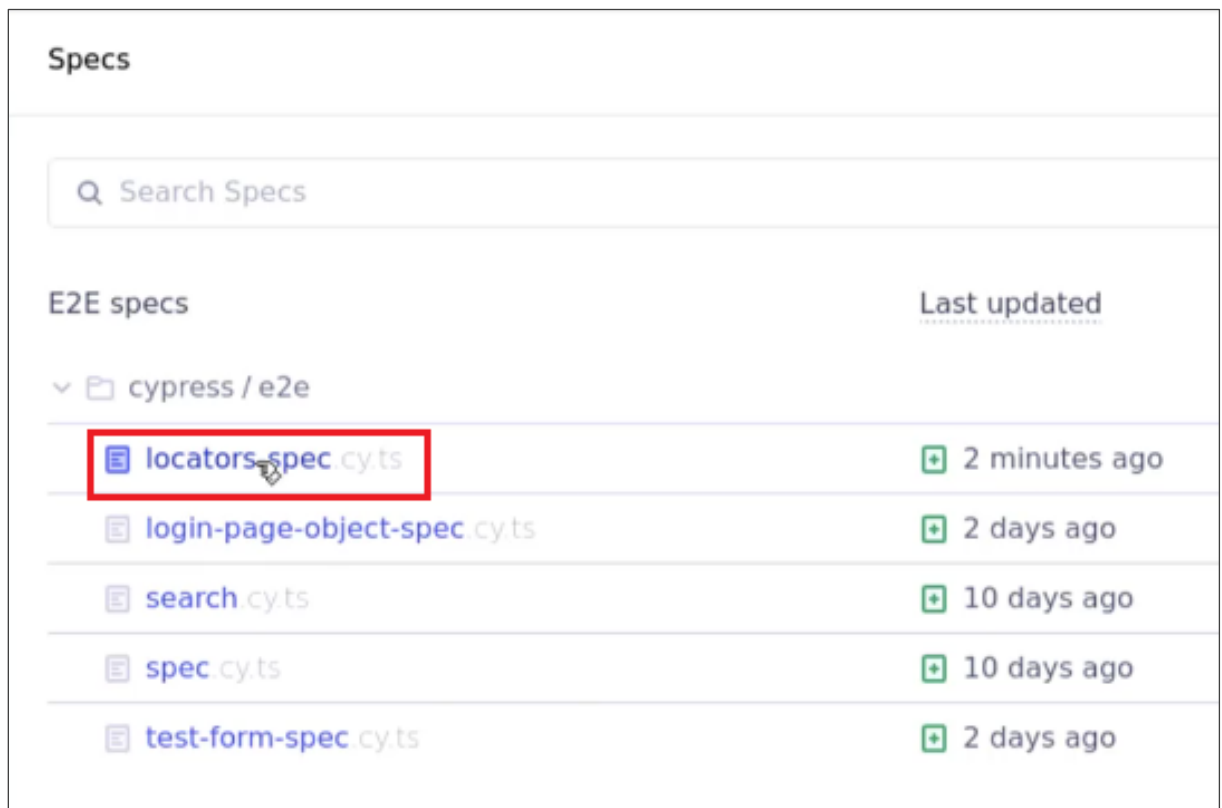 Specs
Search Specs
E2E specs Last updated
cypress / e2e
locators-spec.cy.ts 2 minutes ago
login-page-object-spec.cy.ts 2 days ago
search.cy.ts 10 days ago
spec.cy.ts 10 days ago
test-form-spec.cy.ts 2 days ago